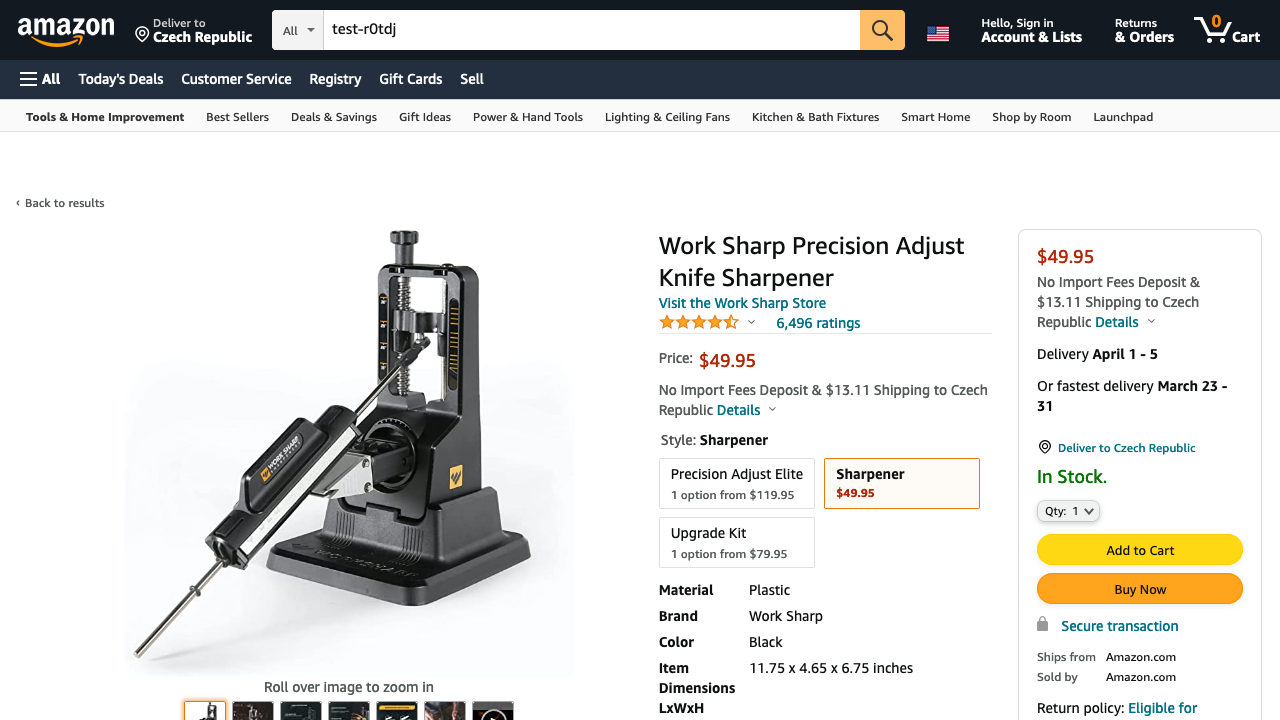 amazon
Deliver to
Czech Republic
All
test-r0tdj
Hello, Sign in
Account & Lists
Returns
& Orders
0
Cart
All
Today's Deals
Customer Service
Registry
Gift Cards
Sell
Tools & Home Improvement
Best Sellers
Deals & Savings
Gift Ideas
Power & Hand Tools
Lighting & Ceiling Fans
Kitchen & Bath Fixtures
Smart Home
Shop by Room
Launchpad
‹ Back to results
WORK SHARP
WORK SHARP
Roll over image to zoom in
Work Sharp Precision Adjust
Knife Sharpener
Visit the Work Sharp Store
6,496 ratings
Price: $49.95
No Import Fees Deposit & $13.11 Shipping to Czech
Republic Details
Style: Sharpener
Precision Adjust Elite
1 option from $119.95
Sharpener
$49.95
Upgrade Kit
1 option from $79.95
Material Plastic
Brand Work Sharp
Color Black
Item 11.75 x 4.65 x 6.75 inches
Dimensions
LxWxH
$49.95
No Import Fees Deposit &
$13.11 Shipping to Czech
Republic Details
Delivery April 1 - 5
Or fastest delivery March 23 -
31
Deliver to Czech Republic
In Stock.
Qty: 1
Add to Cart
Buy Now
Secure transaction
Ships from Amazon.com
Sold by Amazon.com
Return policy: Eligible for